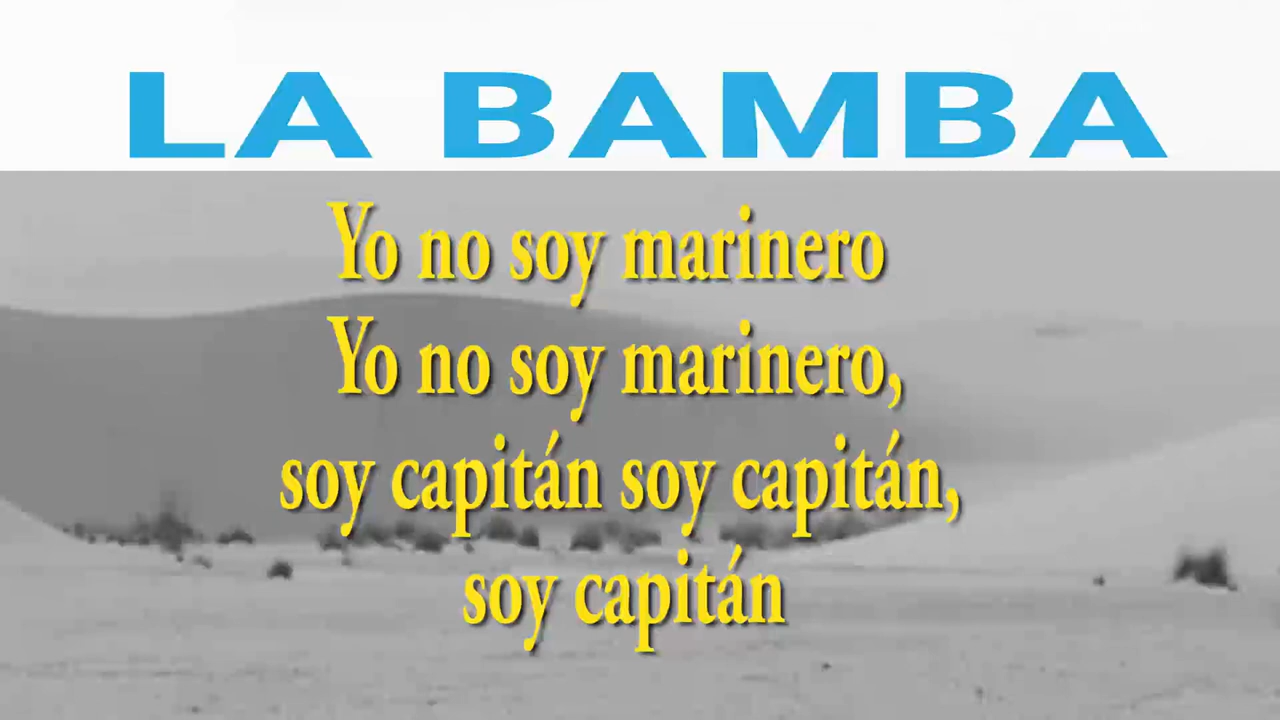 LA BAMBA
Yo no soy marinero
Yo no soy marinero,
soy capitán soy capitán,
soy capitán